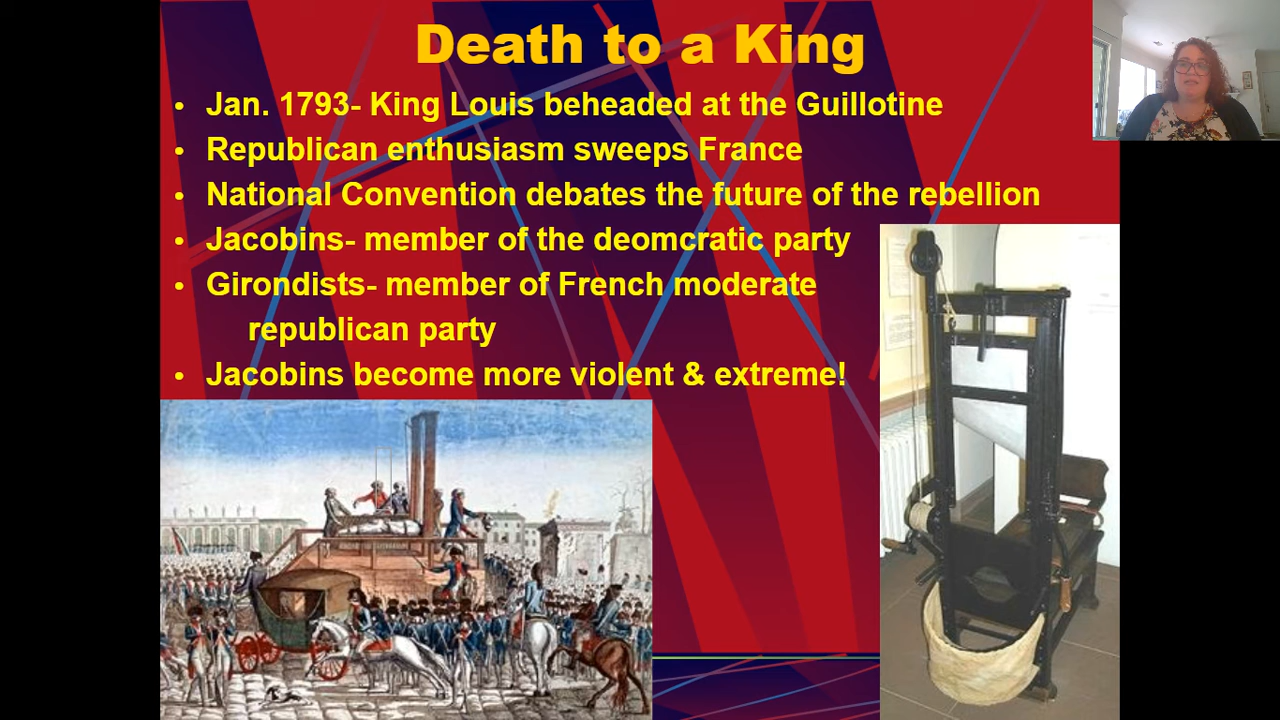 Death to a King
• Jan. 1793- King Louis beheaded at the Guillotine
• Republican enthusiasm sweeps France
• National Convention debates the future of the rebellion
• Jacobins- member of the deomcratic party
• Girondists- member of French moderate
republican party
• Jacobins become more violent & extreme!